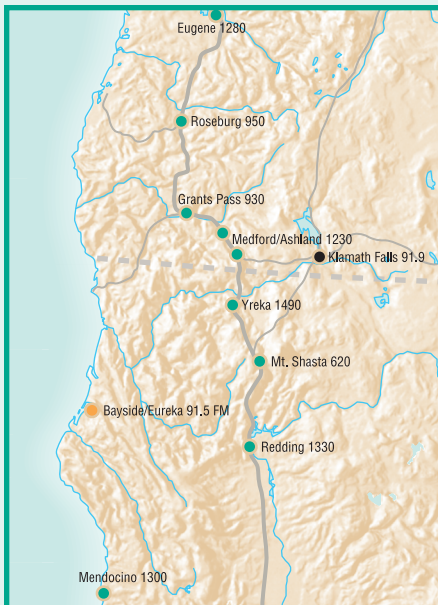 Eugene 1280
Roseburg 950
Grants Pass 930
Medford/Ashland 1230
Klamath Falls 91.9
Yreka 1490
Mt. Shasta 620
Bayside/Eureka 91.5 FM
Redding 1330
Mendocino 1300